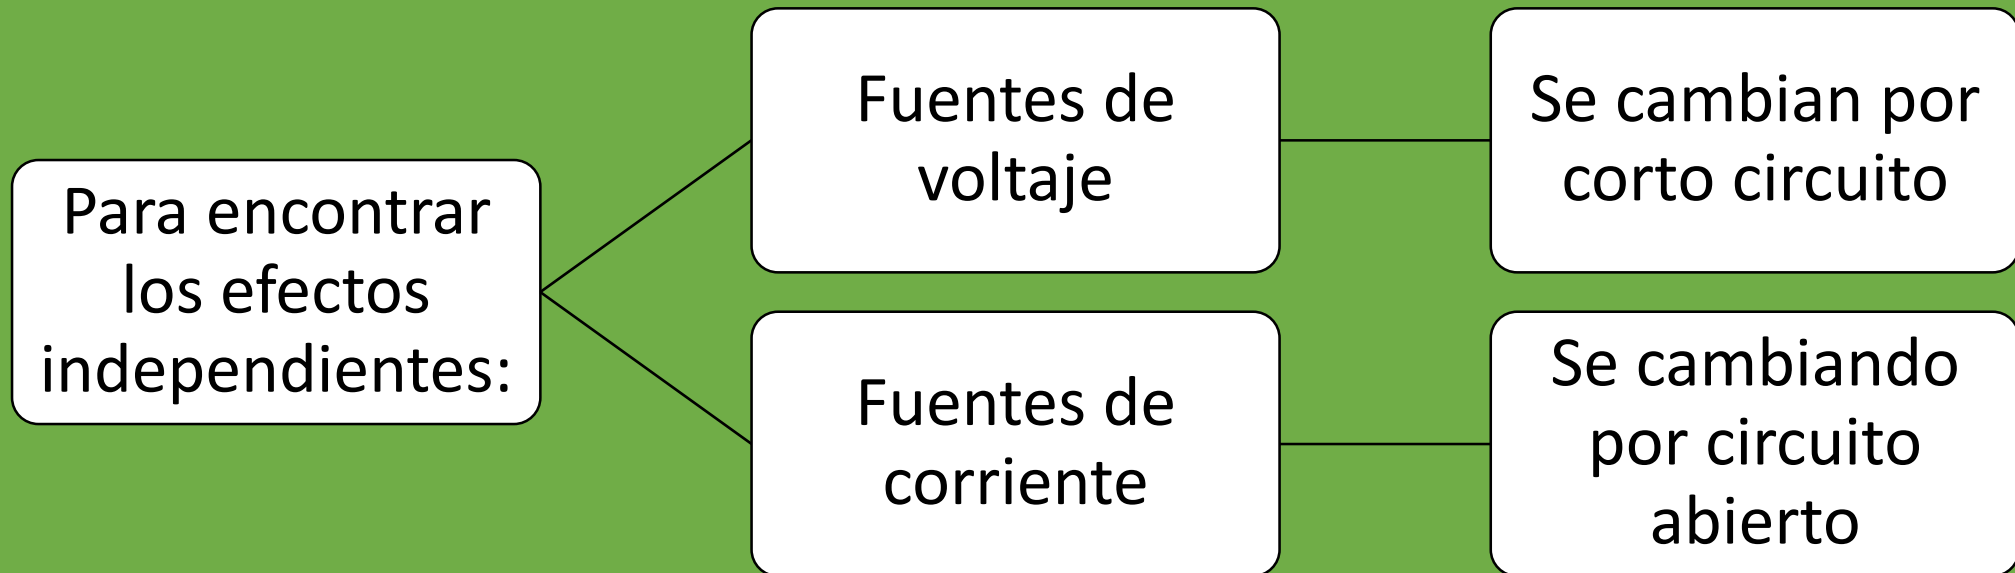 Para encontrar
los efectos
independientes:
Fuentes de
voltaje
Se cambian por
corto circuito
Fuentes de
corriente
Se cambiando
por circuito
abierto